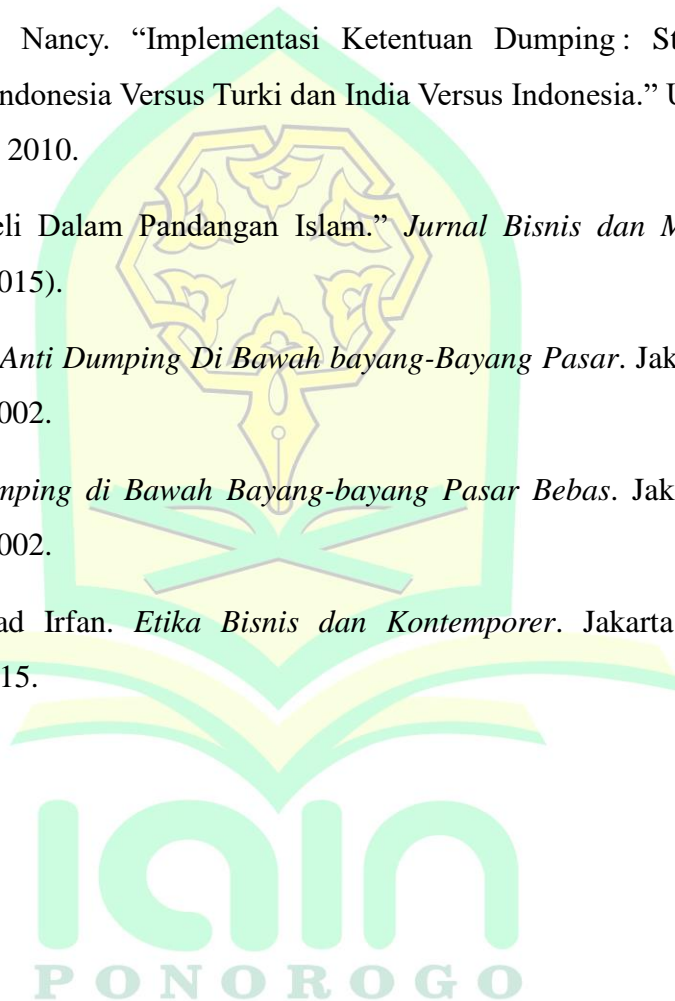 Nancy. “Implementasi Ketentuan Dumping : St
ndonesia Versus Turki dan India Versus Indonesia.” U
2010.
eli Dalam Pandangan Islam.” Jurnal Bisnis dan M
015).
Anti Dumping Di Bawah bayang-Bayang Pasar. Jak
002.
mping di Bawah Bayang-bayang Pasar Bebas. Jak
002.
ad Irfan. Etika Bisnis dan Kontemporer. Jakarta
15.
iain
PONOROGO